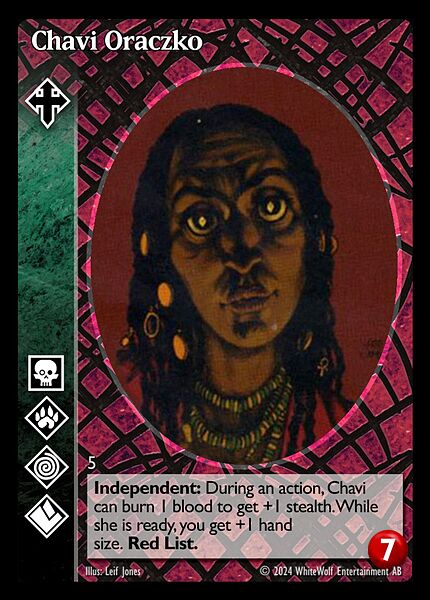 Chavi Oraczko
5
Independent: During an action, Chavi
can burn 1 blood to get +1 stealth. While
she is ready, you get +1 hand
size. Red List.
7
Illus: Leif Jones
© 2024 WhiteWolf Entertainment AB